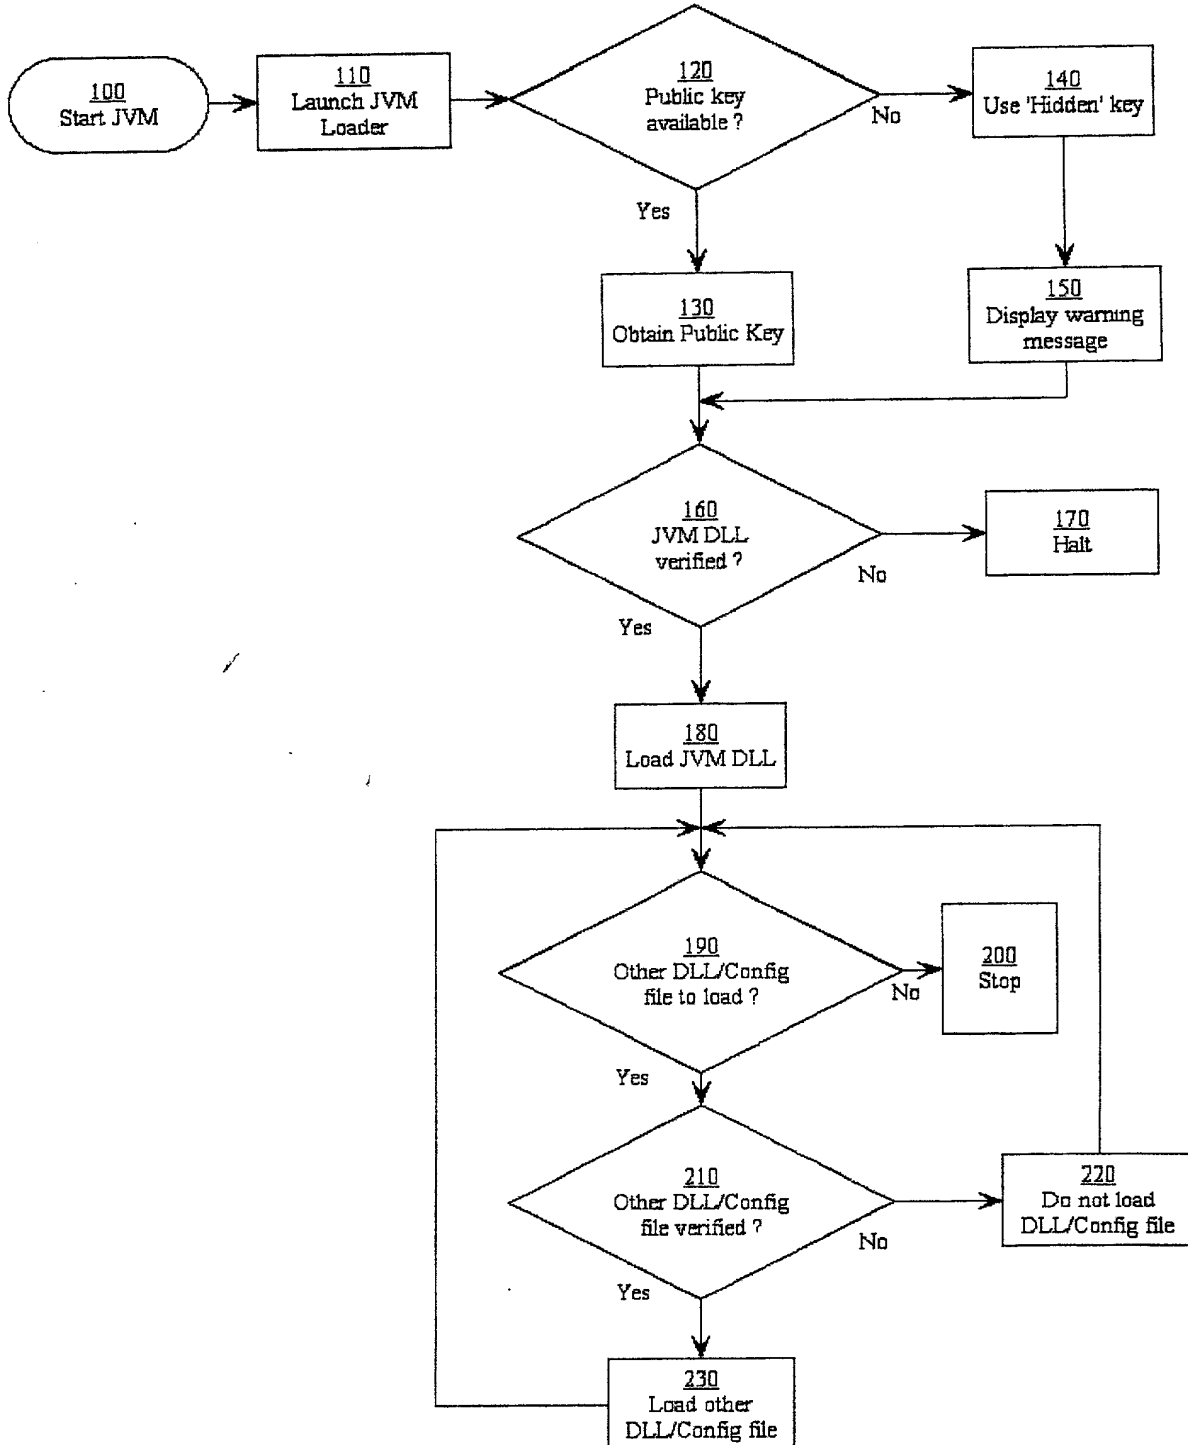 100
Start JVM
110
Launch JVM
Loader
120
Public key
available ?
No
140
Use 'Hidden' key
Yes
130
Obtain Public Key
150
Display warning
message
160
JVM DLL
verified ?
No
170
Halt
Yes
180
Load JVM DLL
190
Other DLL/Config
file to load ?
No
200
Stop
Yes
210
Other DLL/Config
file verified ?
No
220
Do not load
DLL/Config file
Yes
230
Load other
DLL/Config file